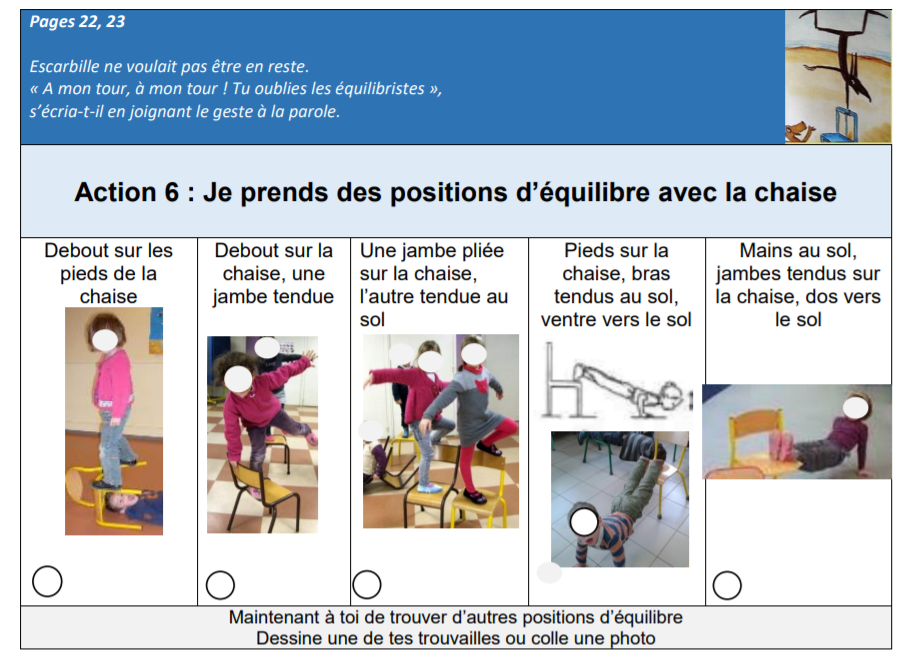 Pages 22, 23
Escarbille ne voulait pas être en reste.
« A mon tour, à mon tour ! Tu oublies les équilibristes »,
s’écria-t-il en joignant le geste à la parole.
Action 6 : Je prends des positions d’équilibre avec la chaise
Debout sur les
pieds de la
chaise
Debout sur la
chaise, une
jambe tendue
Une jambe pliée
sur la chaise,
l’autre tendue au
sol
Pieds sur la
chaise, bras
tendus au sol,
ventre vers le sol
Mains au sol,
jambes tendus sur
la chaise, dos vers
le sol
Maintenant à toi de trouver d’autres positions d’équilibre
Dessine une de tes trouvailles ou colle une photo